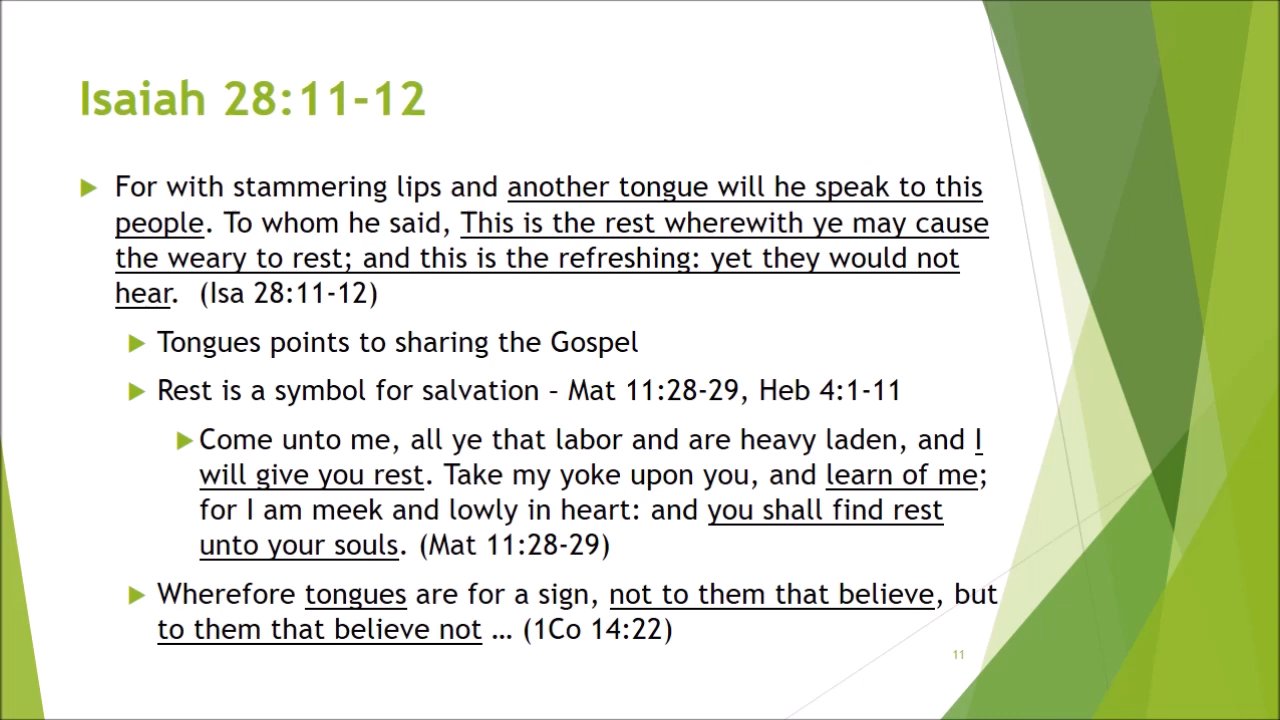 Isaiah 28:11-12
For with stammering lips and another tongue will he speak to this
people. To whom he said, This is the rest wherewith ye may cause
the weary to rest; and this is the refreshing: yet they would not
hear.  (Isa 28:11-12)
Tongues points to sharing the Gospel
Rest is a symbol for salvation – Mat 11:28-29, Heb 4:1-11
Come unto me, all ye that labor and are heavy laden, and I
will give you rest. Take my yoke upon you, and learn of me;
for I am meek and lowly in heart: and you shall find rest
unto your souls. (Mat 11:28-29)
Wherefore tongues are for a sign, not to them that believe, but
to them that believe not … (1Co 14:22)
11